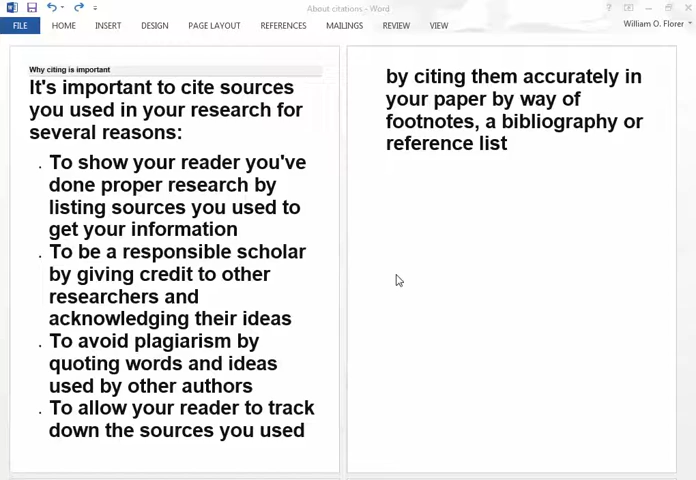 About citations - Word
FILE HOME INSERT DESIGN PAGE LAYOUT REFERENCES MAILINGS REVIEW VIEW
William O. Florer
Why citing is important
It's important to cite sources
you used in your research for
several reasons:
. To show your reader you've
done proper research by
listing sources you used to
get your information
. To be a responsible scholar
by giving credit to other
researchers and
acknowledging their ideas
. To avoid plagiarism by
quoting words and ideas
used by other authors
. To allow your reader to track
down the sources you used
by citing them accurately in
your paper by way of
footnotes, a bibliography or
reference list